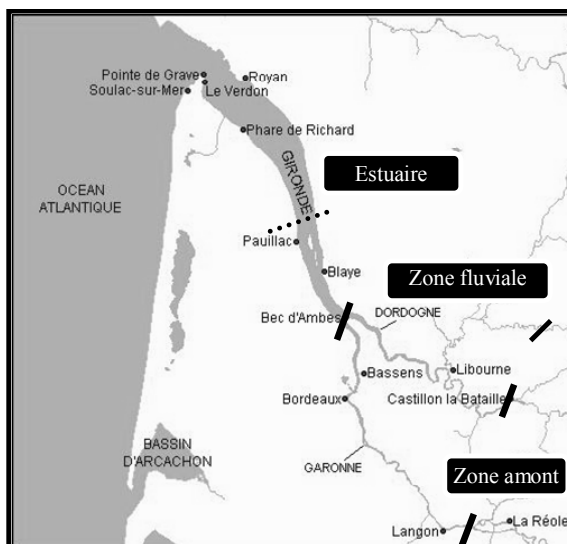 Pointe de Grave
Royan
Soulac-sur-Mer
Le Verdon
Phare de Richard
GIRONDE
Estuaire
OCEAN
ATLANTIQUE
Pauillac
Blaye
Zone fluviale
Bec d'Ambes
DORDOGNE
Libourne
Bassens
Castillon la Bataille
Bordeaux
BASSIN
D'ARCACHON
GARONNE
Zone amont
La Réole
Langon